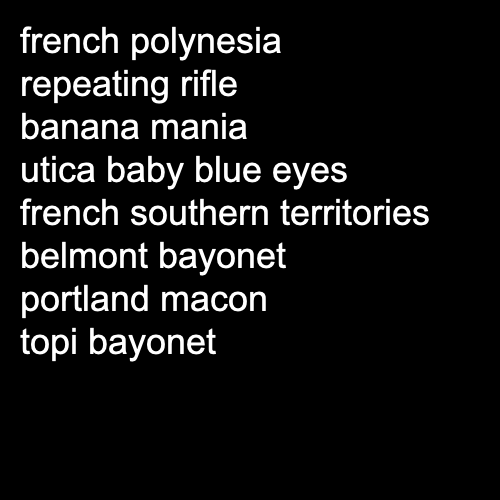 french polynesia
repeating rifle
banana mania
utica baby blue eyes
french southern territories
belmont bayonet
portland macon
topi bayonet